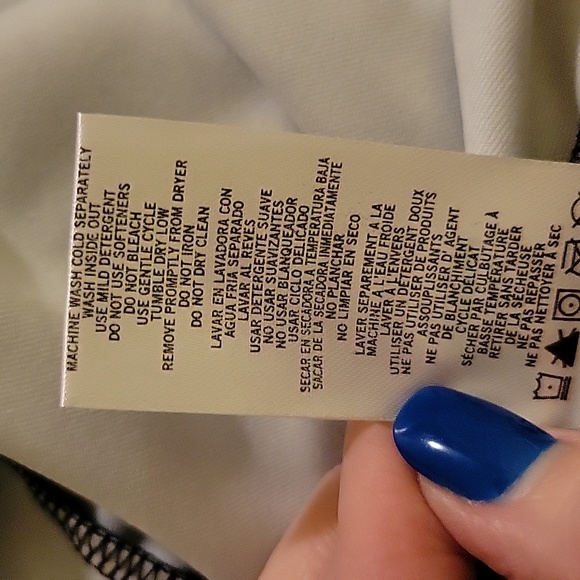 MACHINE WASH COLD SEPARATELY
WASH INSIDE OUT
USE MILD DETERGENT
DO NOT USE SOFTENERS
DO NOT BLEACH
USE GENTLE CYCLE
TUMBLE DRY LOW
REMOVE PROMPTLY FROM DRYER
DO NOT IRON
DO NOT DRY CLEAN
LAVAR EN LAVADORA CON
AGUA FRIA SEPARADO
LAVAR AL REVES
USAR DETERGENTE SUAVE
NO USAR SUAVIZANTES
NO USAR BLANQUEADOR
USAR CICLO DELICADO
SECAR EN SECADORA A TEMPERATURA BAJA
SACAR DE LA SECADORA INMEDIATAMENTE
NO PLANCHAR
NO LIMPIAR EN SECO
LAVER SEPAREMENT A LA
MACHINE À L'EAU FROIDE
LAVER À L'ENVERS
UTILISER UN DÉTERGENT DOUX
NE PAS UTILISER DE PRODUITS
ASSOUPLISSANTS
NE PAS UTILISER D'AGENT
DE BLANCHIMENT
CYCLE DÉLICAT
SÉCHER PAR CULBUTAGE À
BASSE TEMPÉRATURE
RETIRER SANS TARDER
DE LA SÉCHEUSE
NE PAS REPASSER
NE PAS NETTOYER À SEC